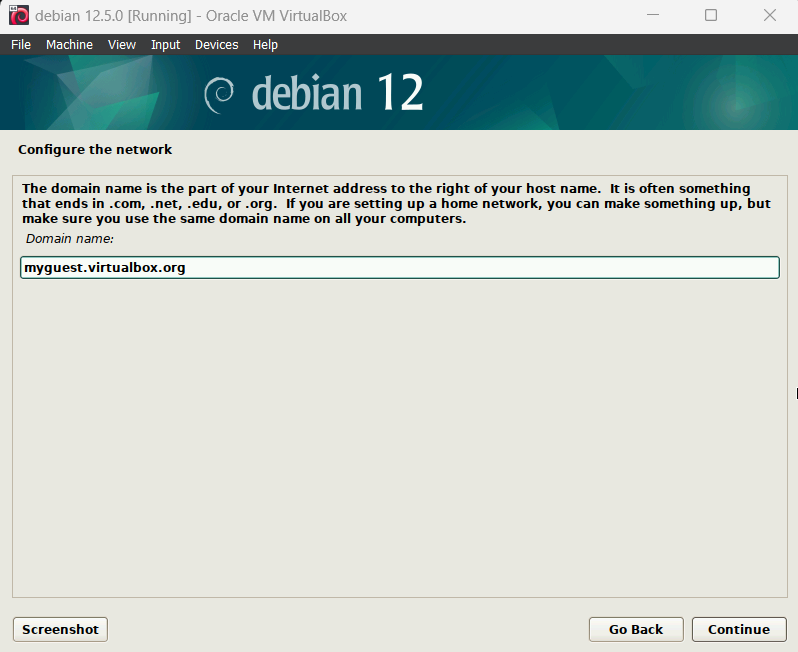 debian 12.5.0 [Running] - Oracle VM VirtualBox
File Machine View Input Devices Help
debian 12
Configure the network
The domain name is the part of your Internet address to the right of your host name.  It is often something
that ends in .com, .net, .edu, or .org.  If you are setting up a home network, you can make something up, but
make sure you use the same domain name on all your computers.
Domain name:
myguest.virtualbox.org
Screenshot Go Back Continue